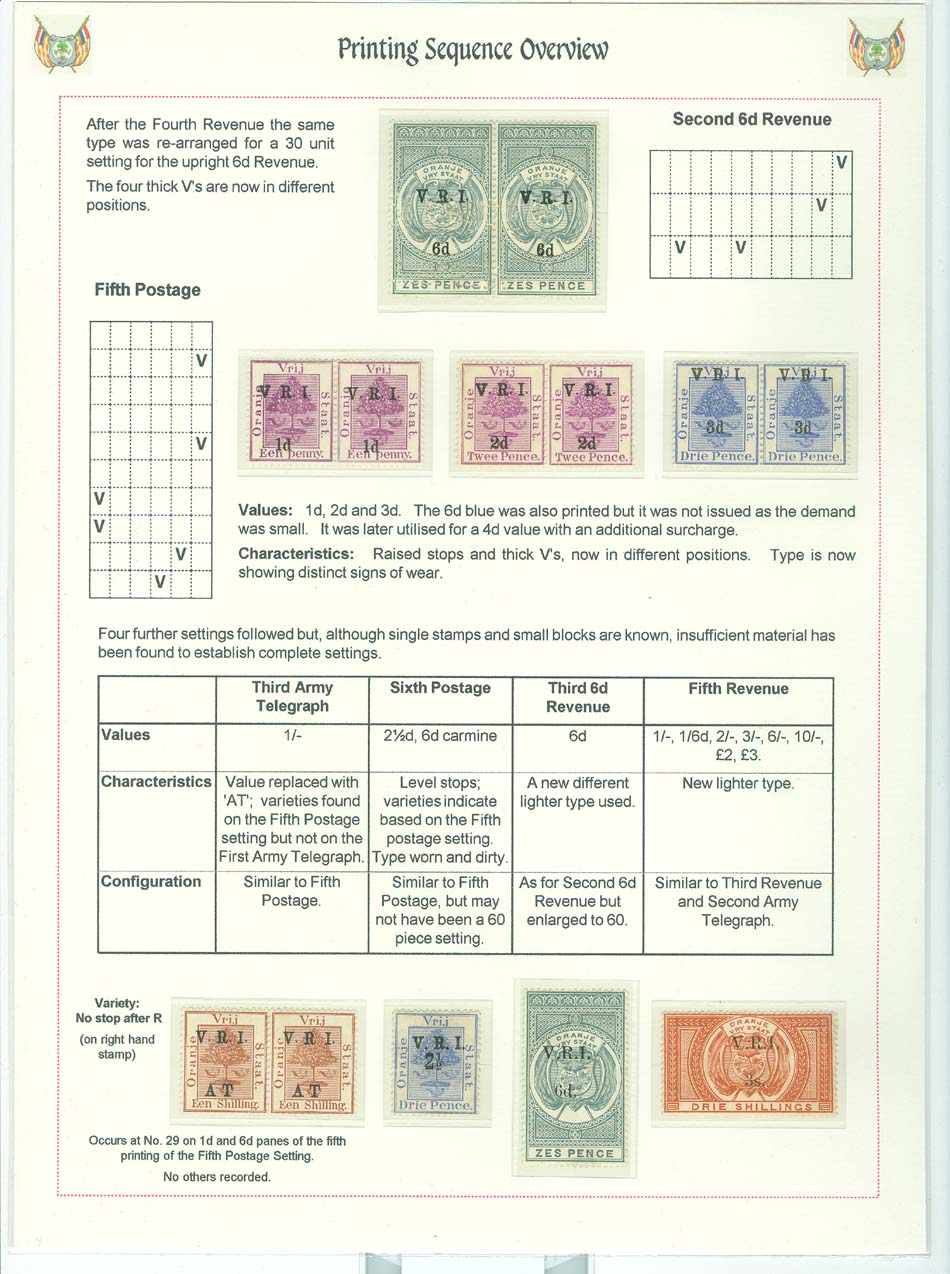 Printing Sequence Overview
After the Fourth Revenue the same
type was re-arranged for a 30 unit
setting for the upright 6d Revenue.
The four thick V's are now in different
positions.
ORANJE
VRY STAAT
V. R. I.
6d
ZES PENCE
ORANJE
VRY STAAT
V. R. I.
6d
ZES PENCE
Second 6d Revenue
V
V
V V
Fifth Postage
V
V
V
V
V
V
Vrij
Oranje
Staat.
V. R. I.
1d
Een penny.
Vrij
Oranje
Staat.
V. R. I.
1d
Een penny.
Vrij
Oranje
Staat.
V. R. I.
2d
Twee Pence.
Vrij
Oranje
Staat.
V. R. I.
2d
Twee Pence.
Vrij
Oranje
Staat.
V. R. I.
3d
Drie Pence.
Vrij
Oranje
Staat.
V. R. I.
3d
Drie Pence.
Values: 1d, 2d and 3d. The 6d blue was also printed but it was not issued as the demand
was small. It was later utilised for a 4d value with an additional surcharge.
Characteristics: Raised stops and thick V's, now in different positions. Type is now
showing distinct signs of wear.
Four further settings followed but, although single stamps and small blocks are known, insufficient material has
been found to establish complete settings.
Third Army
Telegraph
Sixth Postage
Third 6d
Revenue
Fifth Revenue
Values
1/-
2½d, 6d carmine
6d
1/-, 1/6d, 2/-, 3/-, 6/-, 10/-,
£2, £3.
Characteristics
Value replaced with
'AT'; varieties found
on the Fifth Postage
setting but not on the
First Army Telegraph.
Level stops;
varieties indicate
based on the Fifth
postage setting.
Type worn and dirty.
A new different
lighter type used.
New lighter type.
Configuration
Similar to Fifth
Postage.
Similar to Fifth
Postage, but may
not have been a 60
piece setting.
As for Second 6d
Revenue but
enlarged to 60.
Similar to Third Revenue
and Second Army
Telegraph.
Variety:
No stop after R
(on right hand
stamp)
Vrij
Oranje
Staat.
V. R. I.
A T
Een Shilling.
Vrij
Oranje
Staat.
V. R I.
A T
Een Shilling.
Vrij
Oranje
Staat.
V. R. I.
2½
Drie Pence.
ORANJE
VRY STAAT
V.R.I.
6d.
ZES PENCE
ORANJE
VRY STAAT
V.R.I.
3s.
DRIE SHILLINGS
Occurs at No. 29 on 1d and 6d panes of the fifth
printing of the Fifth Postage Setting.
No others recorded.